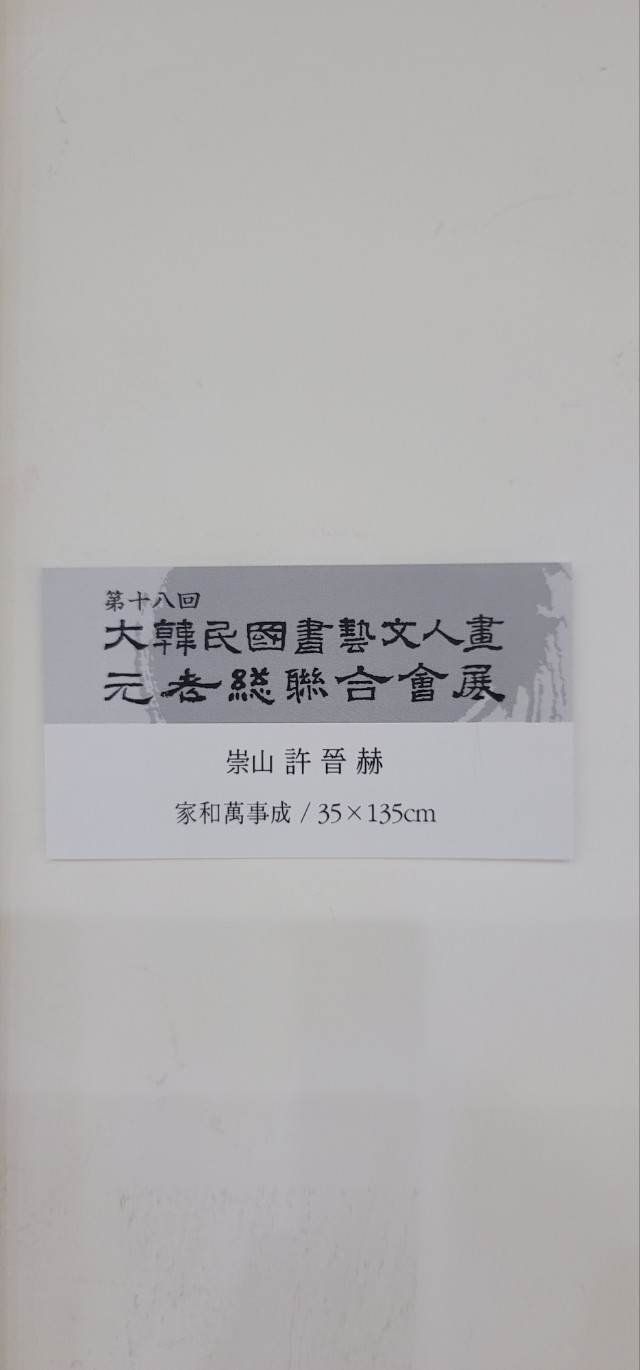 第十八回
大韓民國書藝文人畫
元老総聯合會展
崇山 許晉赫
家和萬事成 / 35×135cm